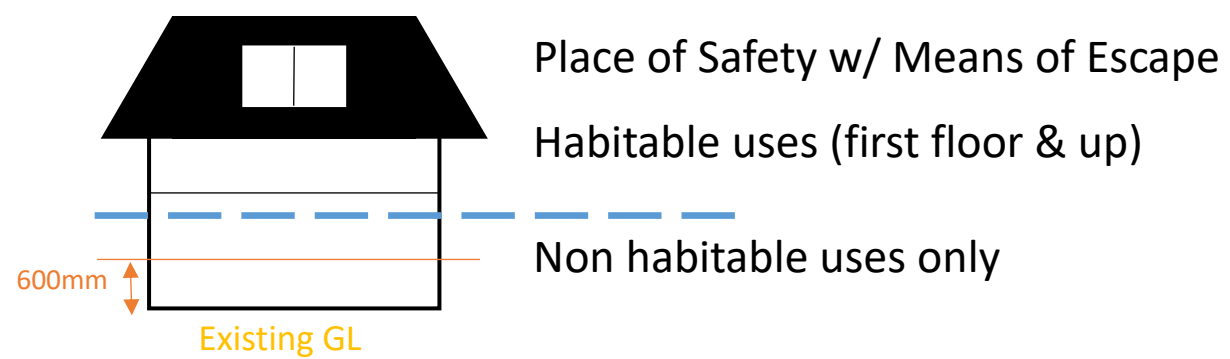 Place of Safety w/ Means of Escape
Habitable uses (first floor & up)
Non habitable uses only
600mm
Existing GL